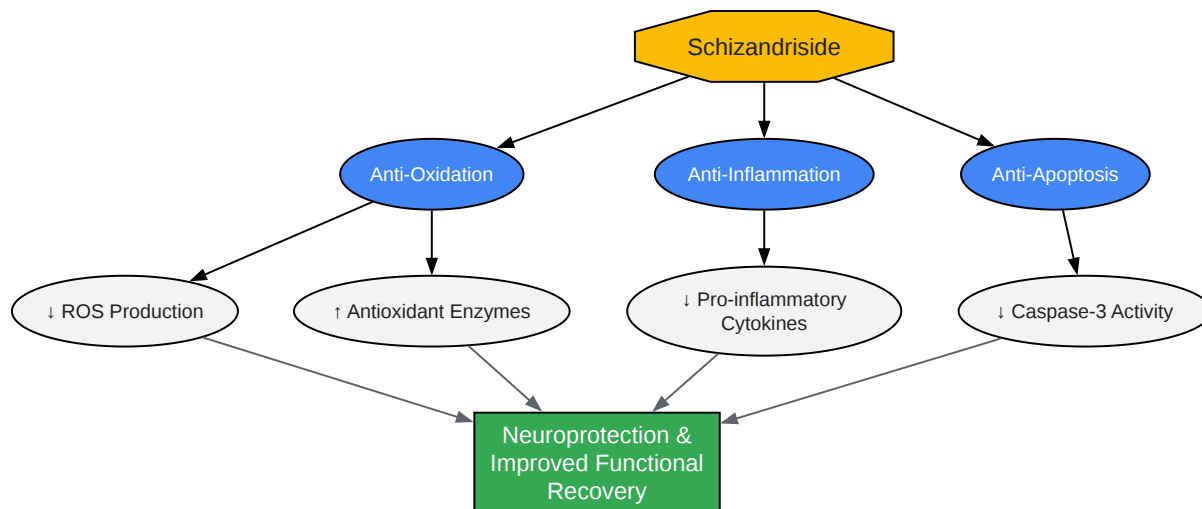 Schizandriside
Anti-Oxidation
Anti-Inflammation
Anti-Apoptosis
↓ ROS Production
↑ Antioxidant Enzymes
↓ Pro-inflammatory
Cytokines
↓ Caspase-3 Activity
Neuroprotection &
Improved Functional
Recovery